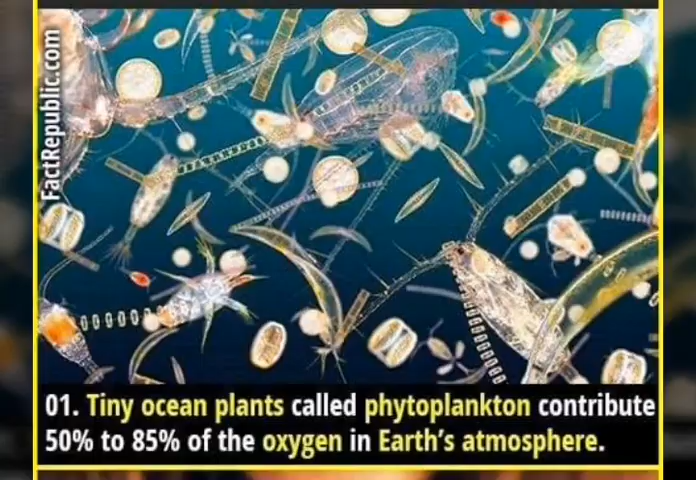 FactRepublic.com
01. Tiny ocean plants called phytoplankton contribute
50% to 85% of the oxygen in Earth's atmosphere.